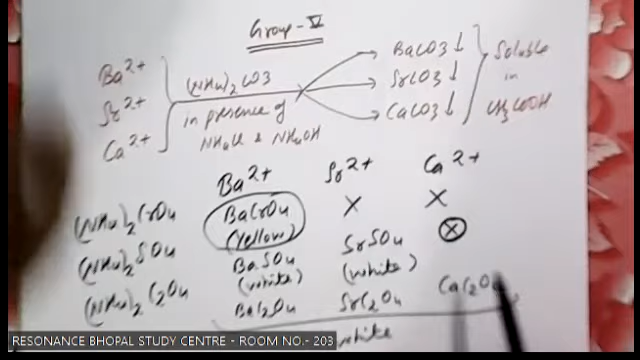 Group-V
Ba2+ (NH4)2CO3 BaCO3↓ Soluble
Sr2+ in presence of SrCO3↓ in
Ca2+ NH4Cl & NH4OH CaCO3↓ CH3COOH
Ba2+ Sr2+ Ca2+
(NH4)2CrO4 BaCrO4 × ×
(Yellow)
(NH4)2SO4 BaSO4 SrSO4 ×
(white) (white)
(NH4)2C2O4 BaC2O4 SrC2O4 CaC2O4
white
RESONANCE BHOPAL STUDY CENTRE - ROOM NO.- 203